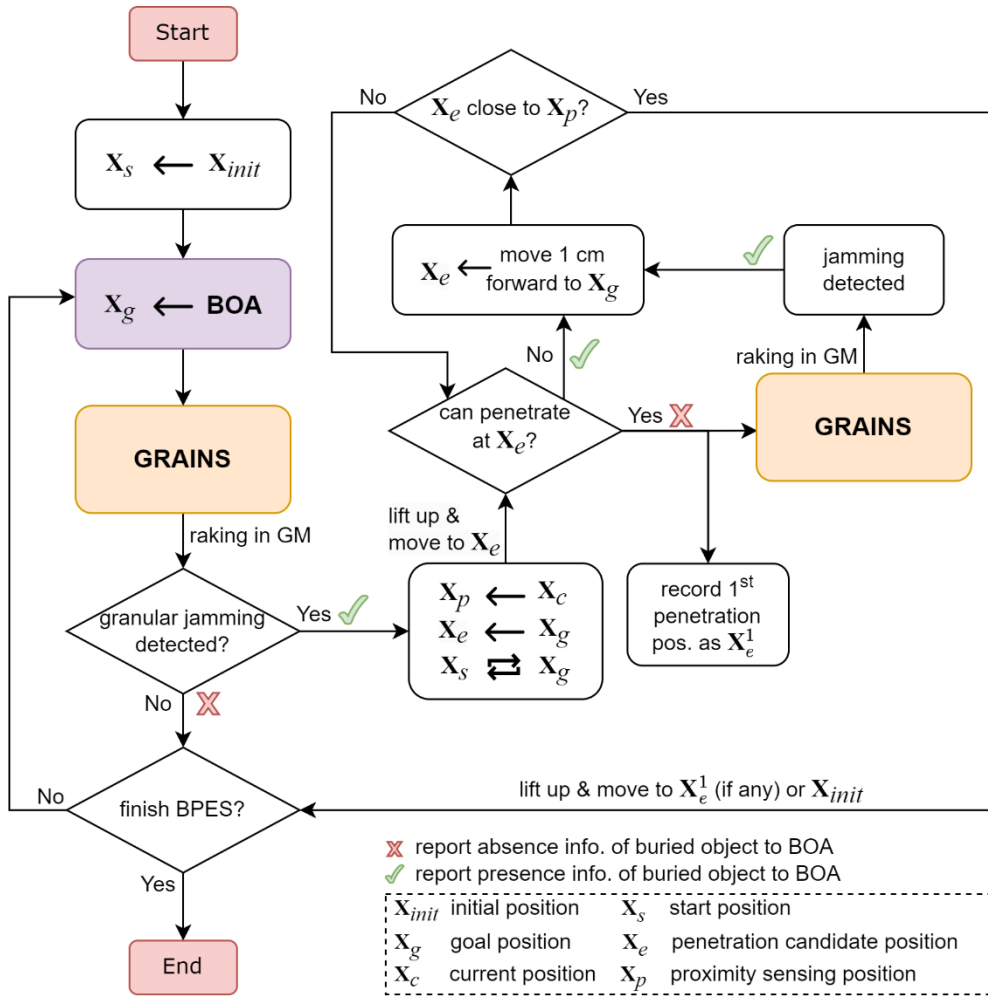 Start
X_s ← X_init
X_g ← BOA
GRAINS
raking in GM
granular jamming
detected?
Yes ✓
No ✗
finish BPES?
No
Yes
End
X_e close to X_p?
No
Yes
X_e ← move 1 cm
forward to X_g
✓
jamming
detected
raking in GM
GRAINS
No ✓
can penetrate
at X_e?
Yes ✗
record 1st
penetration
pos. as X_e^1
lift up &
move to X_e
X_p ← X_c
X_e ← X_g
X_s ⇄ X_g
lift up & move to X_e^1 (if any) or X_init
✗ report absence info. of buried object to BOA
✓ report presence info. of buried object to BOA
X_init initial position X_s start position
X_g goal position X_e penetration candidate position
X_c current position X_p proximity sensing position